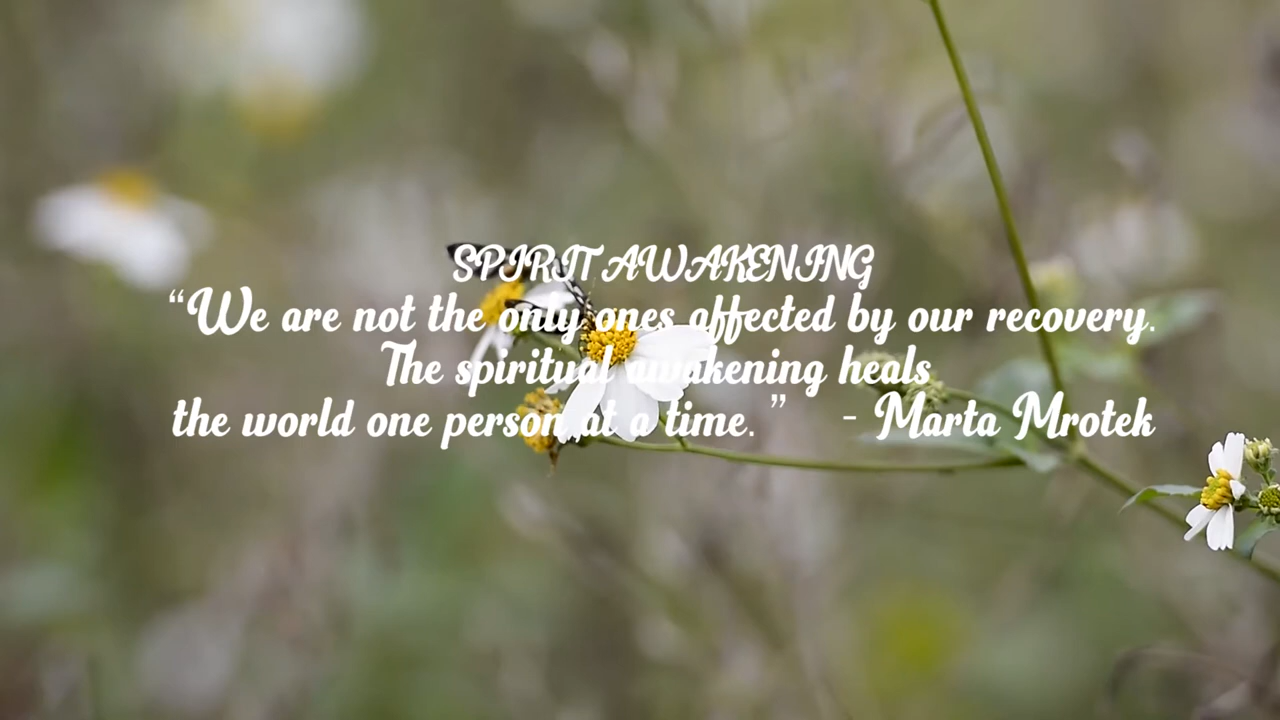 SPIRIT AWAKENING
“We are not the only ones affected by our recovery.
The spiritual awakening heals
the world one person at a time. ” - Marta Mrotek